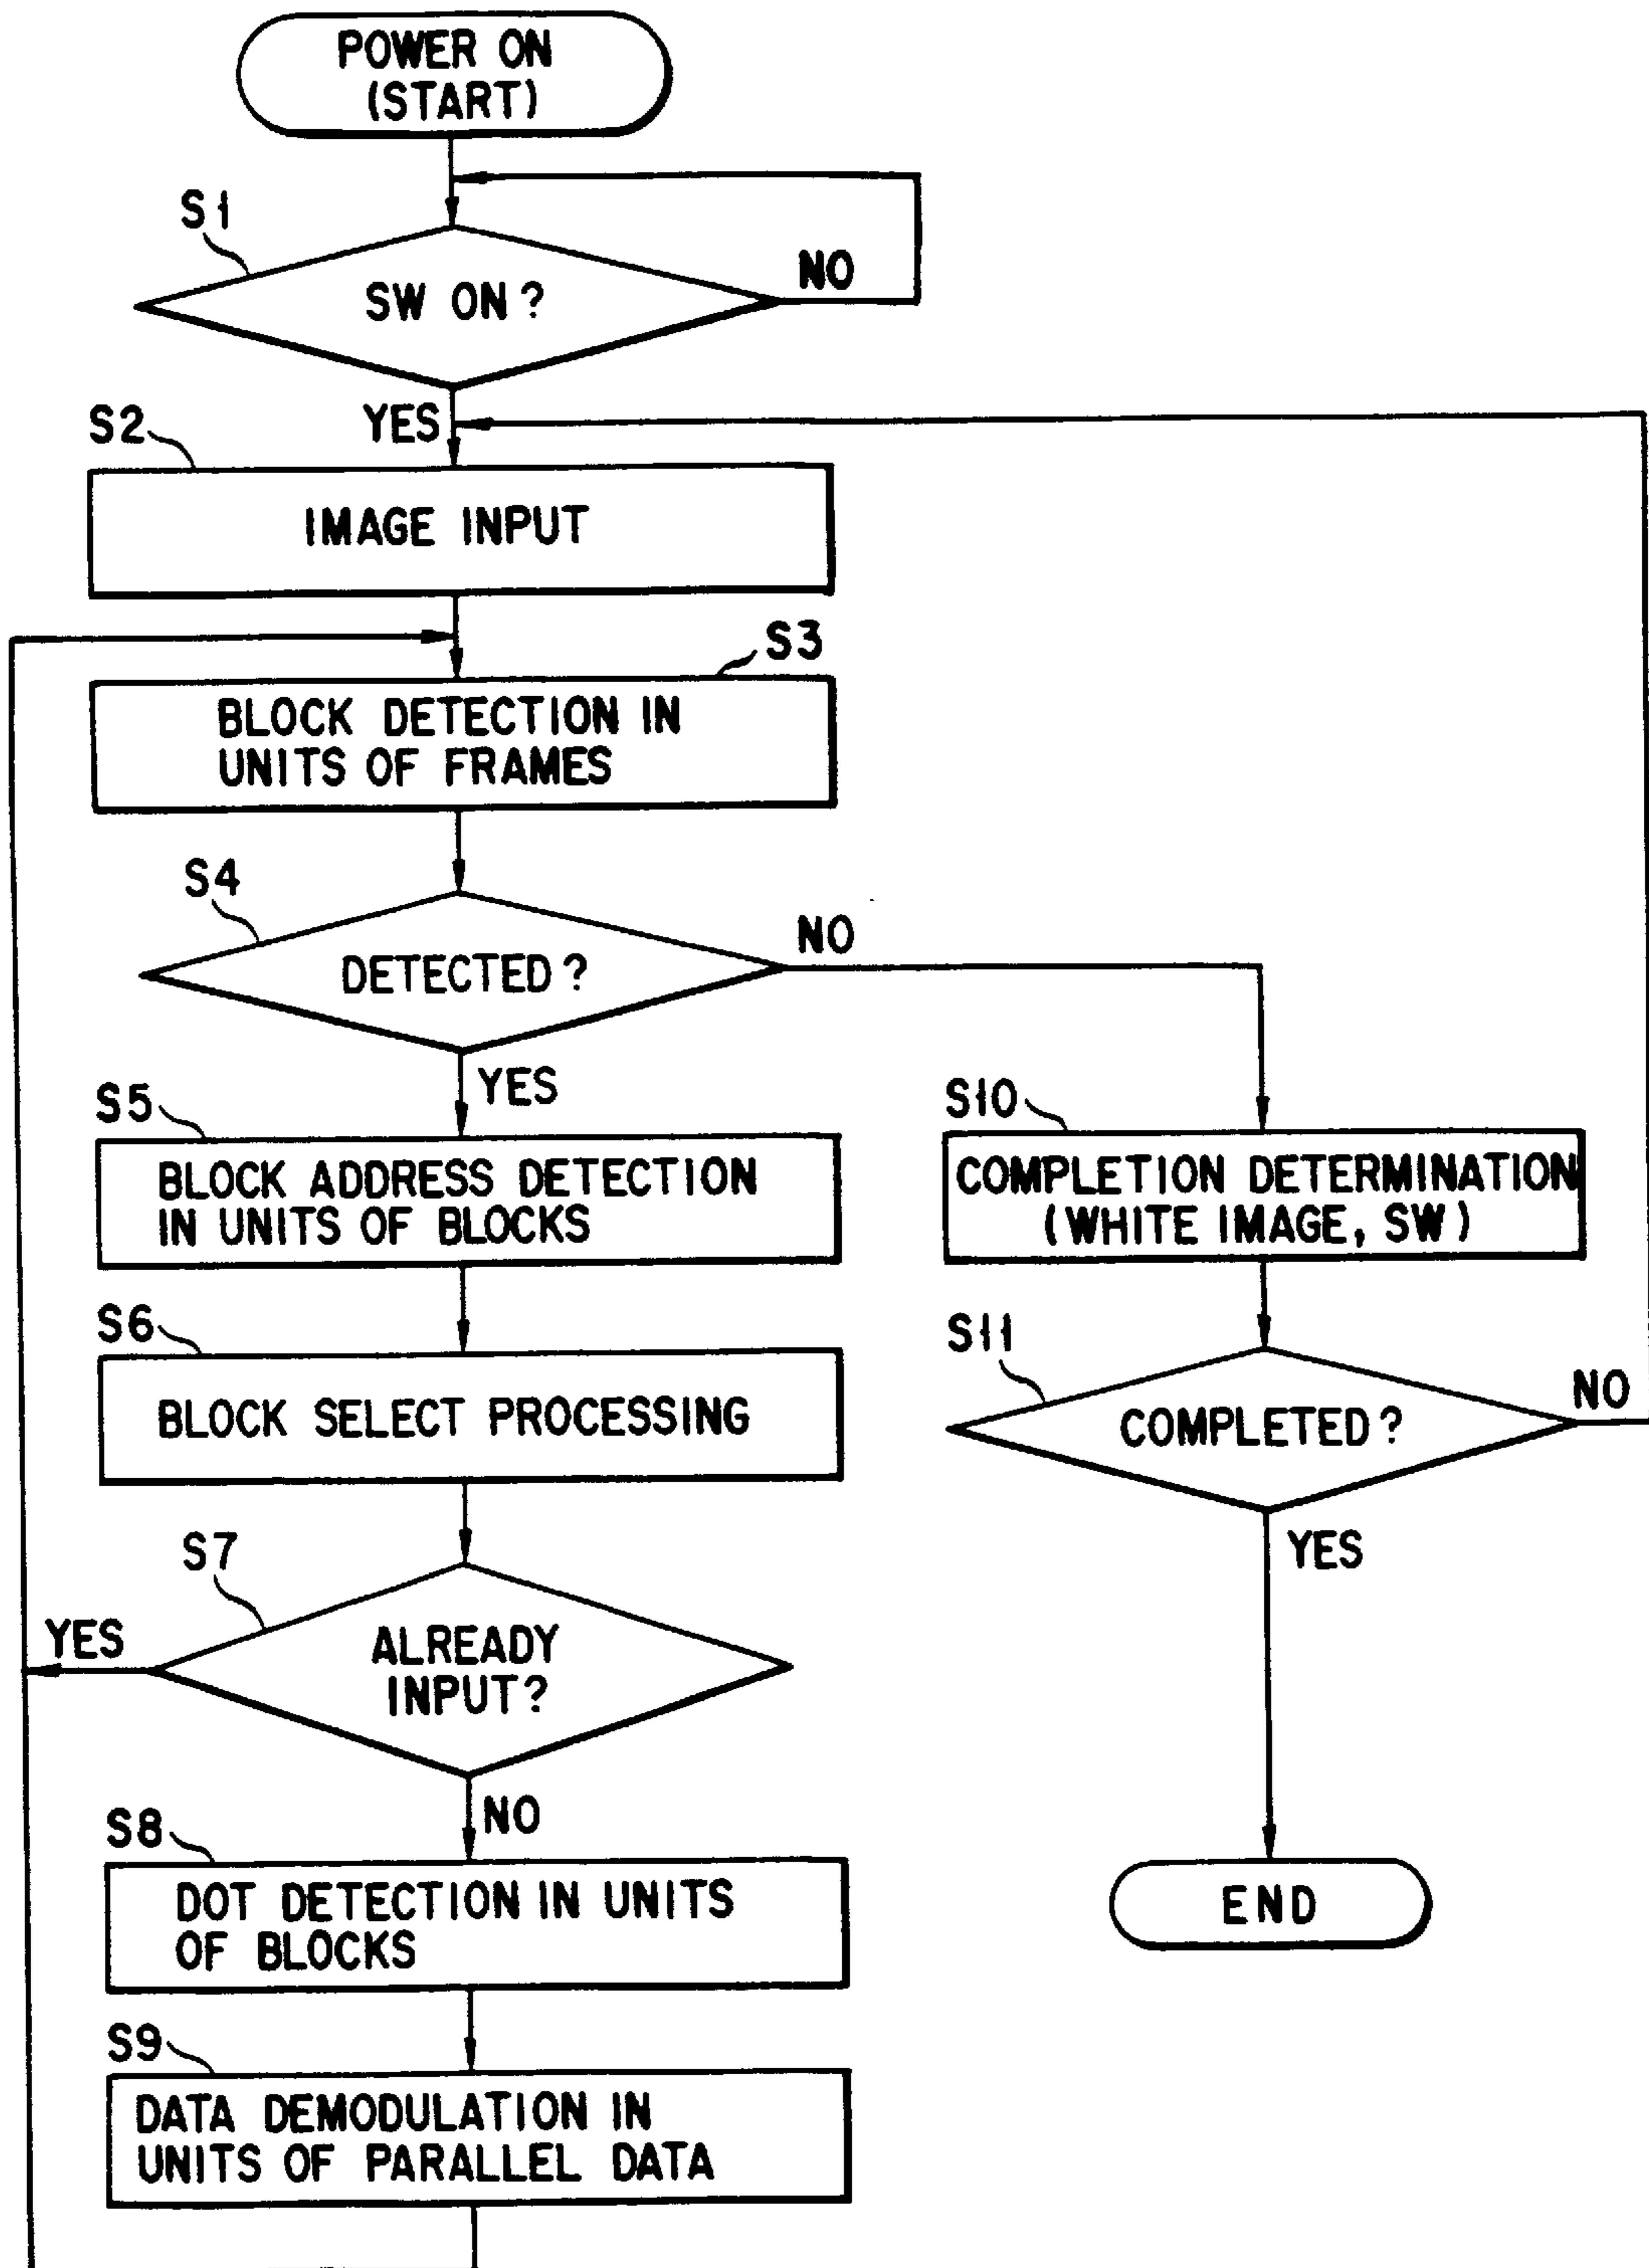 POWER ON
(START)
S1
SW ON?
NO
YES
S2
IMAGE INPUT
S3
BLOCK DETECTION IN
UNITS OF FRAMES
S4
DETECTED?
NO
YES
S5
BLOCK ADDRESS DETECTION
IN UNITS OF BLOCKS
S10
COMPLETION DETERMINATION
(WHITE IMAGE, SW)
S6
BLOCK SELECT PROCESSING
S11
COMPLETED?
NO
YES
S7
ALREADY
INPUT?
YES
NO
S8
DOT DETECTION IN UNITS
OF BLOCKS
END
S9
DATA DEMODULATION IN
UNITS OF PARALLEL DATA